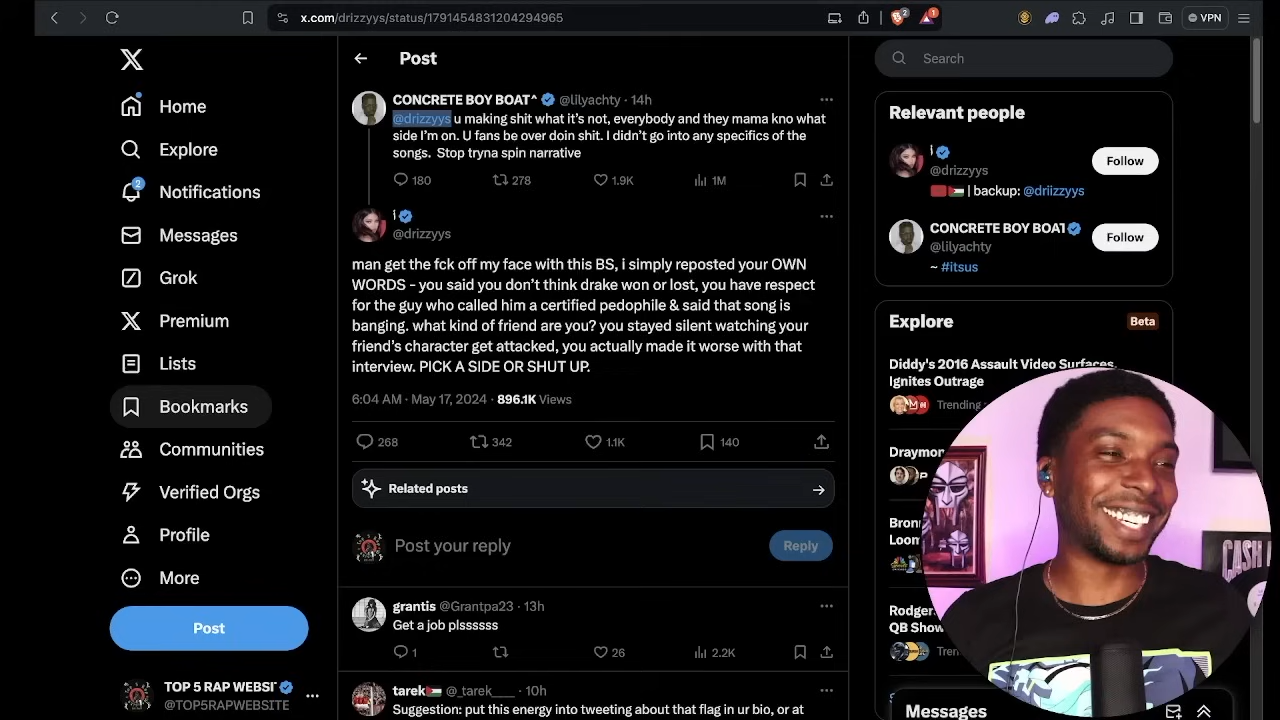 x.com/drizzyys/status/1791454831204294965
2
1
VPN
Home
Explore
2
Notifications
Messages
Grok
Premium
Lists
Bookmarks
Communities
Verified Orgs
Profile
More
Post
TOP 5 RAP WEBSI
@TOP5RAPWEBSITE
Post
CONCRETE BOY BOAT^ @lilyachty · 14h
@drizzyys u making shit what it's not, everybody and they mama kno what
side I'm on. U fans be over doin shit. I didn't go into any specifics of the
songs. Stop tryna spin narrative
180 278 1.9K 1M
@drizzyys
man get the fck off my face with this BS, i simply reposted your OWN
WORDS - you said you don't think drake won or lost, you have respect
for the guy who called him a certified pedophile & said that song is
banging. what kind of friend are you? you stayed silent watching your
friend's character get attacked, you actually made it worse with that
interview. PICK A SIDE OR SHUT UP.
6:04 AM · May 17, 2024 · 896.1K Views
268 342 1.1K 140
Related posts
Post your reply
Reply
grantis @Grantpa23 · 13h
Get a job plssssss
1 26 2.2K
tarek @_tarek___ · 10h
Suggestion: put this energy into tweeting about that flag in ur bio, or at
Search
Relevant people
@drizzyys
Follow
| backup: @driizzyys
CONCRETE BOY BOAT
@lilyachty
Follow
~ #itsus
Explore
Beta
Diddy's 2016 Assault Video Surfaces,
Ignites Outrage
Trending
Draymon
Bronn
Loom
Rodger
QB Show
Tren
CASH
Messages